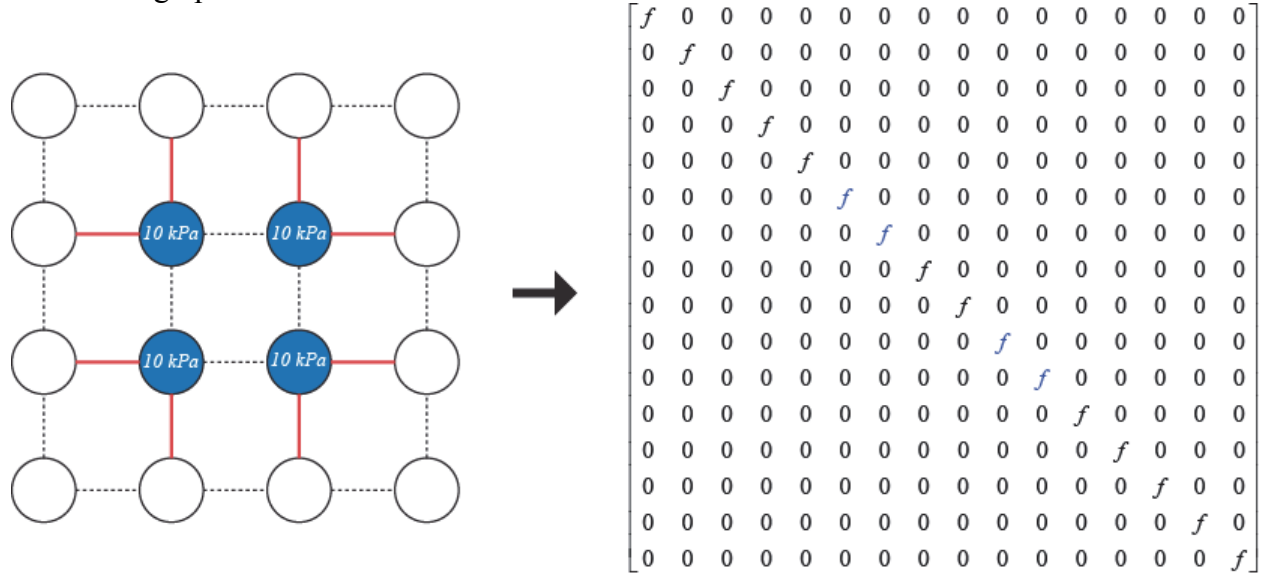 10 kPa 10 kPa
10 kPa 10 kPa
f 0 0 0 0 0 0 0 0 0 0 0 0 0 0 0
0 f 0 0 0 0 0 0 0 0 0 0 0 0 0 0
0 0 f 0 0 0 0 0 0 0 0 0 0 0 0 0
0 0 0 f 0 0 0 0 0 0 0 0 0 0 0 0
0 0 0 0 f 0 0 0 0 0 0 0 0 0 0 0
0 0 0 0 0 f 0 0 0 0 0 0 0 0 0 0
0 0 0 0 0 0 f 0 0 0 0 0 0 0 0 0
0 0 0 0 0 0 0 f 0 0 0 0 0 0 0 0
0 0 0 0 0 0 0 0 f 0 0 0 0 0 0 0
0 0 0 0 0 0 0 0 0 f 0 0 0 0 0 0
0 0 0 0 0 0 0 0 0 0 f 0 0 0 0 0
0 0 0 0 0 0 0 0 0 0 0 f 0 0 0 0
0 0 0 0 0 0 0 0 0 0 0 0 f 0 0 0
0 0 0 0 0 0 0 0 0 0 0 0 0 f 0 0
0 0 0 0 0 0 0 0 0 0 0 0 0 0 f 0
0 0 0 0 0 0 0 0 0 0 0 0 0 0 0 f